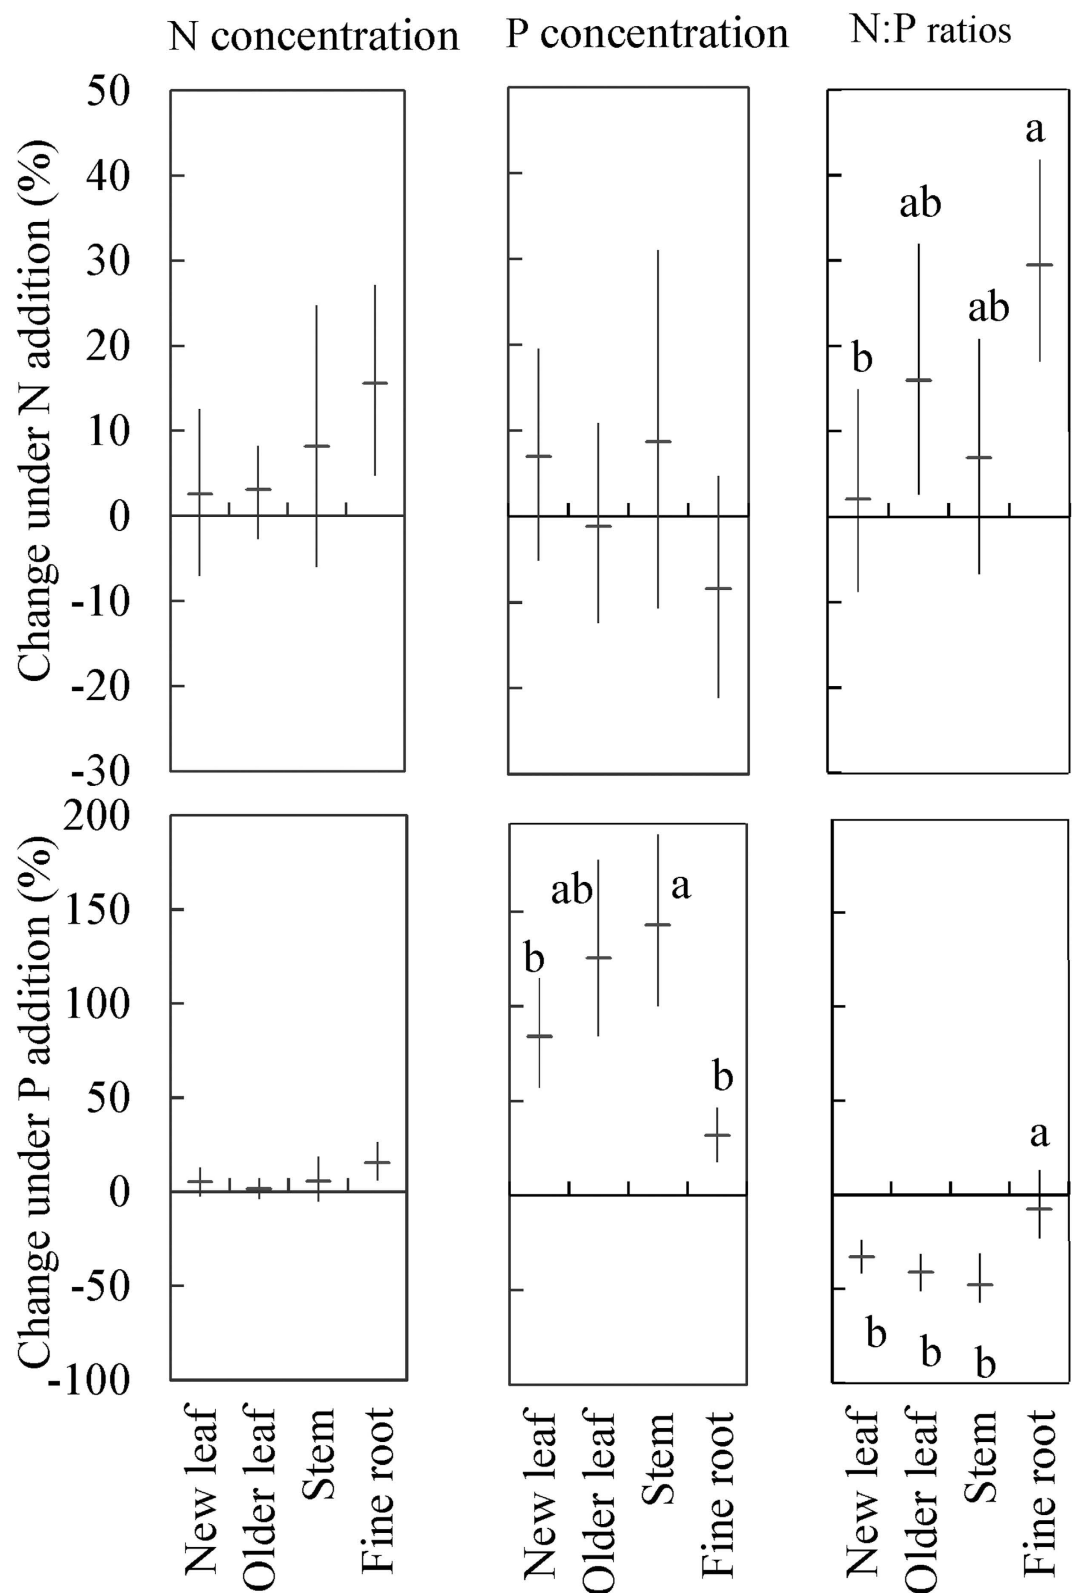 N concentration P concentration N:P ratios
Change under N addition (%)
50
40
30
20
10
0
-10
-20
-30
b
ab
ab
a
Change under P addition (%)
200
150
100
50
0
-50
-100
b
ab
a
b
b
b
b
a
New leaf
Older leaf
Stem
Fine root
New leaf
Older leaf
Stem
Fine root
New leaf
Older leaf
Stem
Fine root